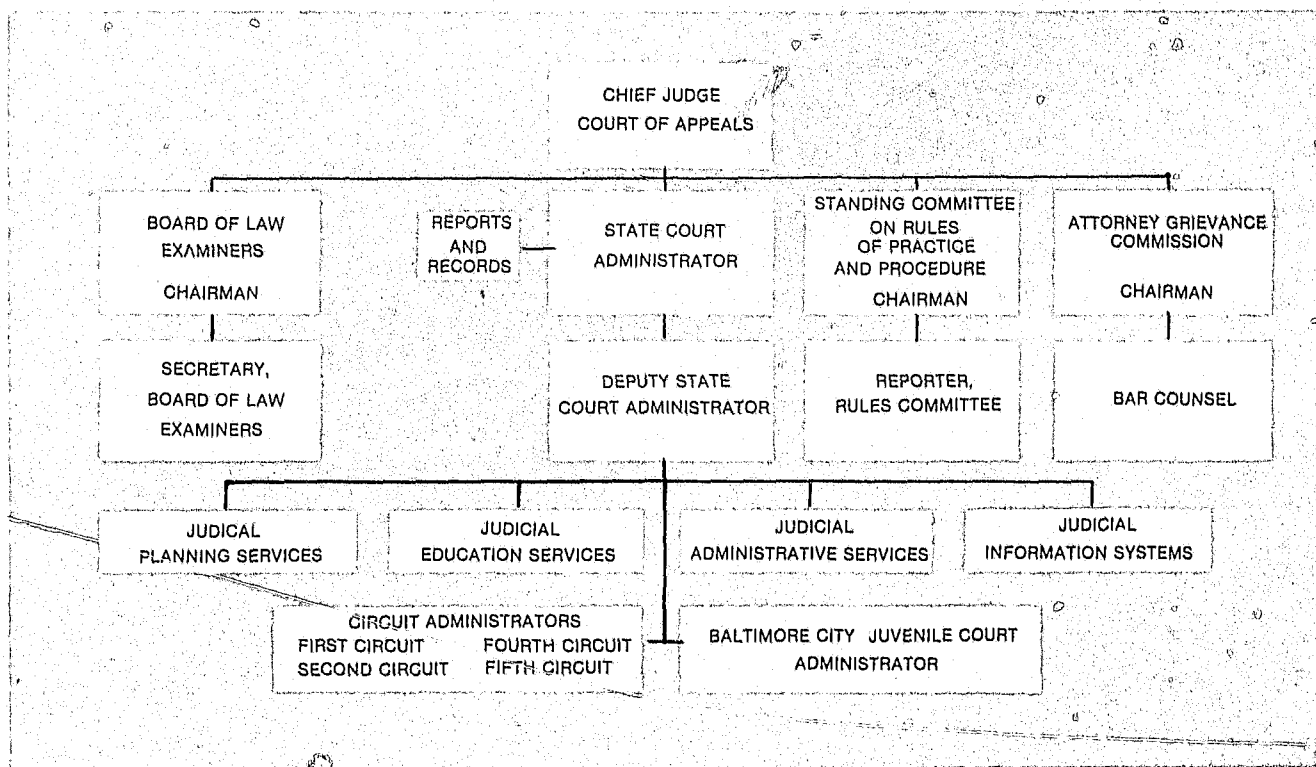 CHIEF JUDGE
COURT OF APPEALS
BOARD OF LAW
EXAMINERS
CHAIRMAN
REPORTS
AND
RECORDS
STATE COURT
ADMINISTRATOR
STANDING COMMITTEE
ON RULES
OF PRACTICE
AND PROCEDURE
CHAIRMAN
ATTORNEY GRIEVANCE
COMMISSION
CHAIRMAN
SECRETARY,
BOARD OF LAW
EXAMINERS
DEPUTY STATE
COURT ADMINISTRATOR
REPORTER,
RULES COMMITTEE
BAR COUNSEL
JUDICAL
PLANNING SERVICES
JUDICIAL
EDUCATION SERVICES
JUDICIAL
ADMINISTRATIVE SERVICES
JUDICIAL
INFORMATION SYSTEMS
CIRCUIT ADMINISTRATORS
FIRST CIRCUIT FOURTH CIRCUIT
SECOND CIRCUIT FIFTH CIRCUIT
BALTIMORE CITY JUVENILE COURT
ADMINISTRATOR